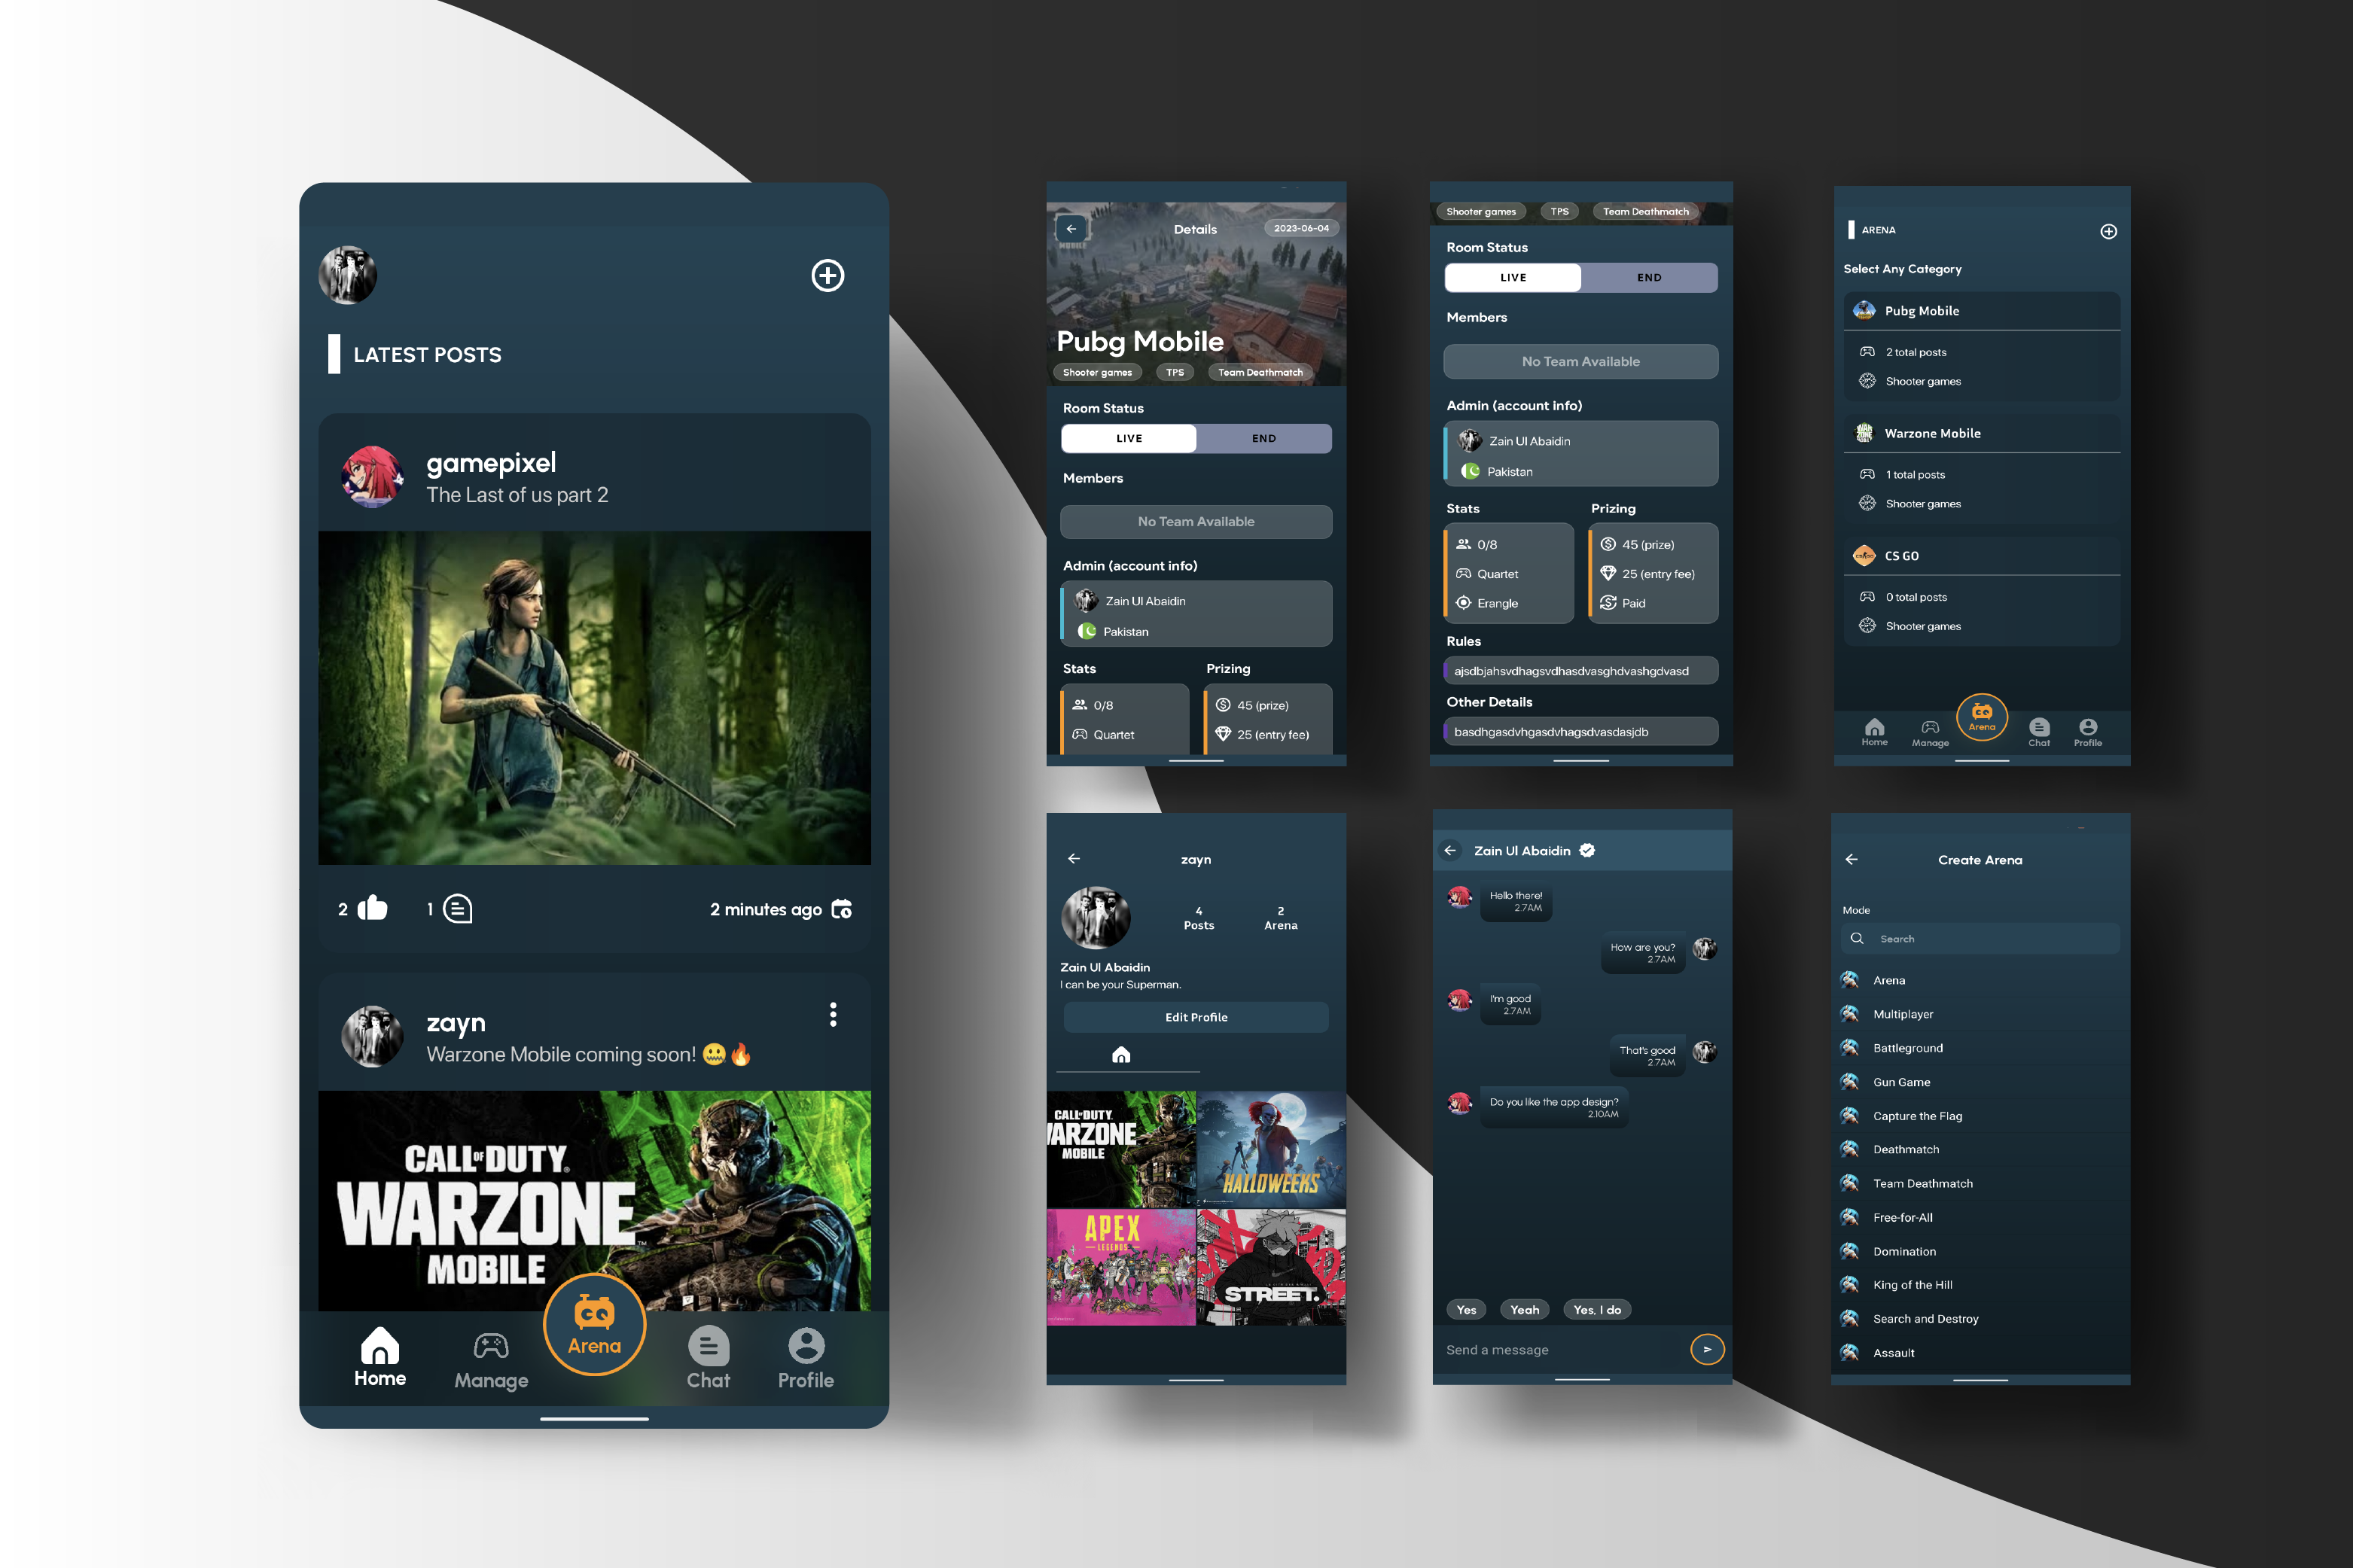 LATEST POSTS
gamepixel
The Last of us part 2
2
1
2 minutes ago
zayn
Warzone Mobile coming soon! 🤐🔥
CALL OF DUTY
WARZONE
MOBILE
Home
Manage
Arena
Chat
Profile
Details
2023-06-04
Pubg Mobile
Shooter games
TPS
Team Deathmatch
Room Status
LIVE
END
Members
No Team Available
Admin (account info)
Zain Ul Abaidin
Pakistan
Stats
Prizing
0/8
45 (prize)
Quartet
25 (entry fee)
Shooter games
TPS
Team Deathmatch
Room Status
LIVE
END
Members
No Team Available
Admin (account info)
Zain Ul Abaidin
Pakistan
Stats
Prizing
0/8
45 (prize)
Quartet
25 (entry fee)
Erangle
Paid
Rules
ajsdbjahsvdhagsvdhasdvasghdvashgdvasd
Other Details
basdhgasdvhgasdvhagsdvasdasjdb
ARENA
Select Any Category
Pubg Mobile
2 total posts
Shooter games
Warzone Mobile
1 total posts
Shooter games
CS GO
0 total posts
Shooter games
Home
Manage
Arena
Chat
Profile
zayn
4
Posts
2
Arena
Zain Ul Abaidin
I can be your Superman.
Edit Profile
CALL OF DUTY
WARZONE
MOBILE
HALLOWEEKS
APEX
LEGENDS
STREET.
Zain Ul Abaidin
Hello there!
2.7AM
How are you?
2.7AM
I'm good
2.7AM
That's good
2.7AM
Do you like the app design?
2.10AM
Yes
Yeah
Yes, I do
Send a message
Create Arena
Mode
Search
Arena
Multiplayer
Battleground
Gun Game
Capture the Flag
Deathmatch
Team Deathmatch
Free-for-All
Domination
King of the Hill
Search and Destroy
Assault